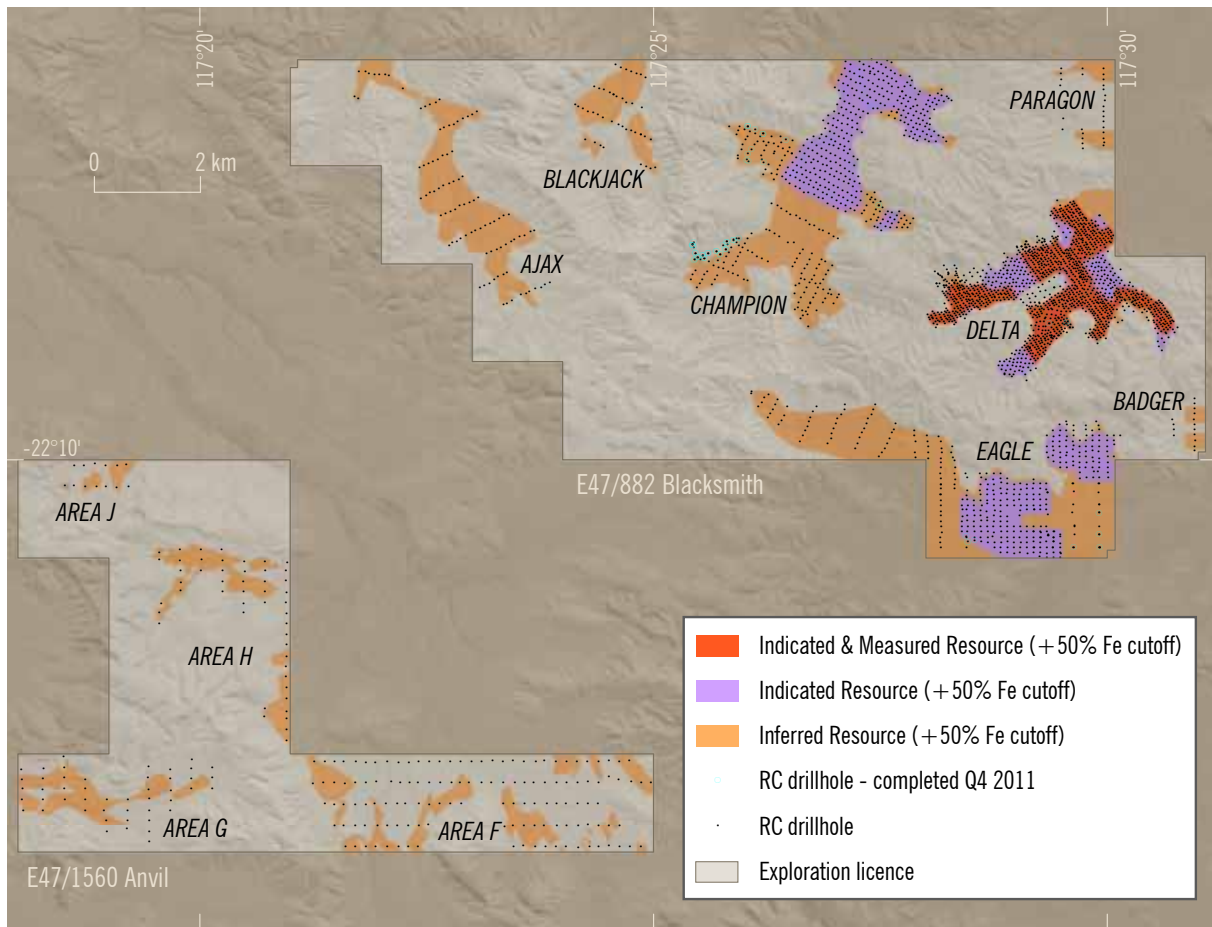 117°20'
117°25'
117°30'
PARAGON
0 2 km
BLACKJACK
AJAX
CHAMPION
DELTA
BADGER
-22°10'
EAGLE
E47/882 Blacksmith
AREA J
AREA H
AREA G
AREA F
E47/1560 Anvil
Indicated & Measured Resource (+50% Fe cutoff)
Indicated Resource (+50% Fe cutoff)
Inferred Resource (+50% Fe cutoff)
RC drillhole - completed Q4 2011
RC drillhole
Exploration licence